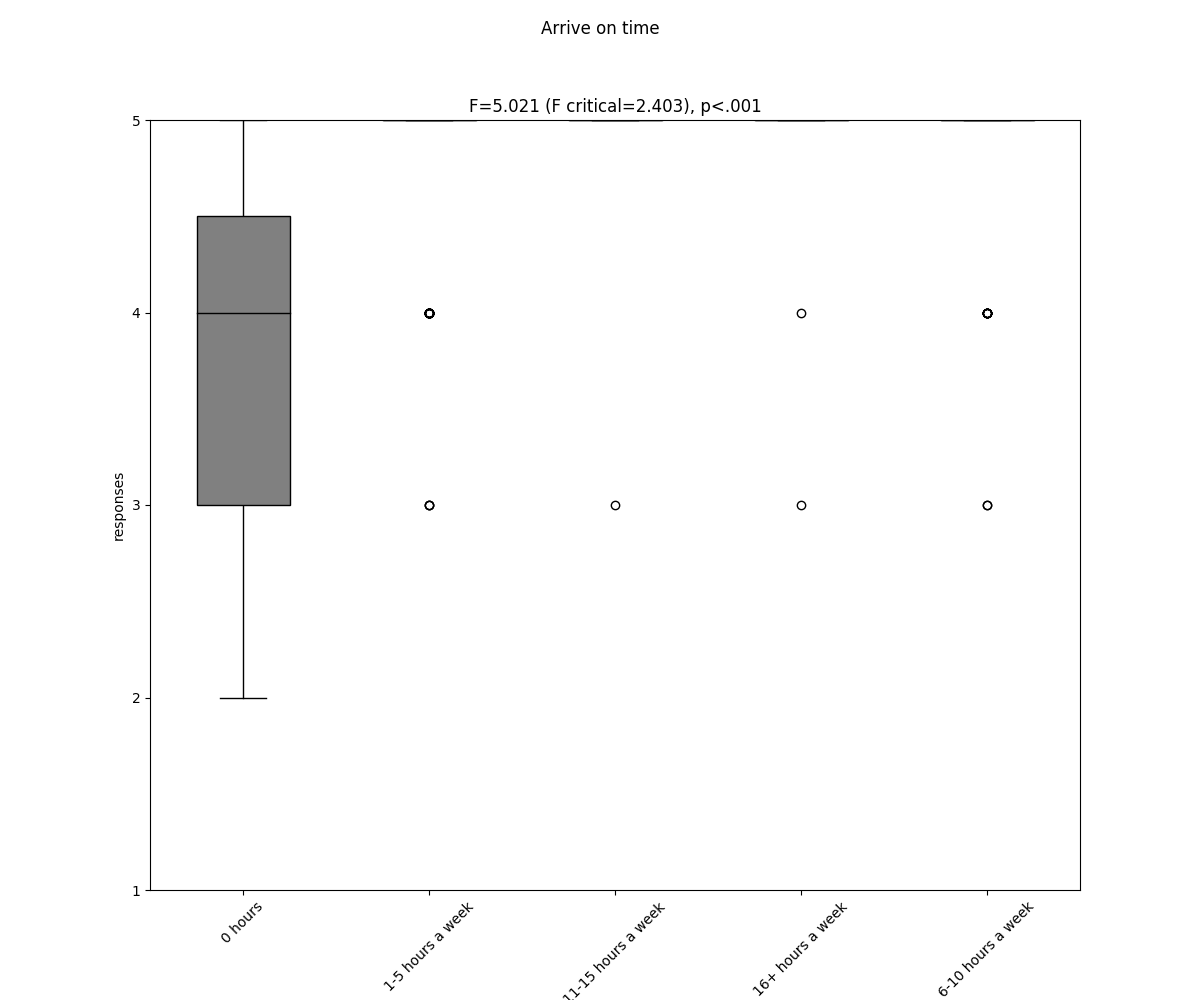 Arrive on time
F=5.021 (F critical=2.403), p<.001
responses
5
4
3
2
1
0 hours
1-5 hours a week
11-15 hours a week
16+ hours a week
6-10 hours a week